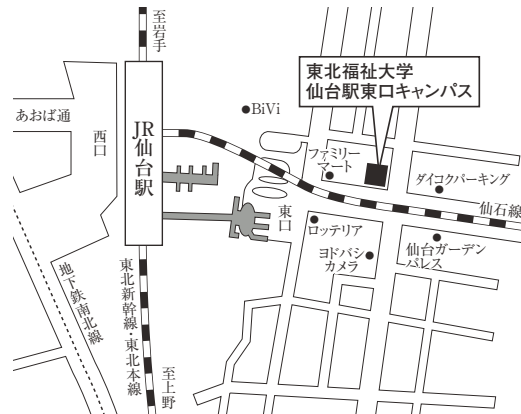 至岩手
東北福祉大学
仙台駅東口キャンパス
BiVi
あおば通
西口
JR仙台駅
ファミリー
マート
ダイコクパーキング
仙石線
東口
ロッテリア
ヨドバシ
カメラ
仙台ガーデン
パレス
地下鉄南北線
東北新幹線・東北本線
至上野